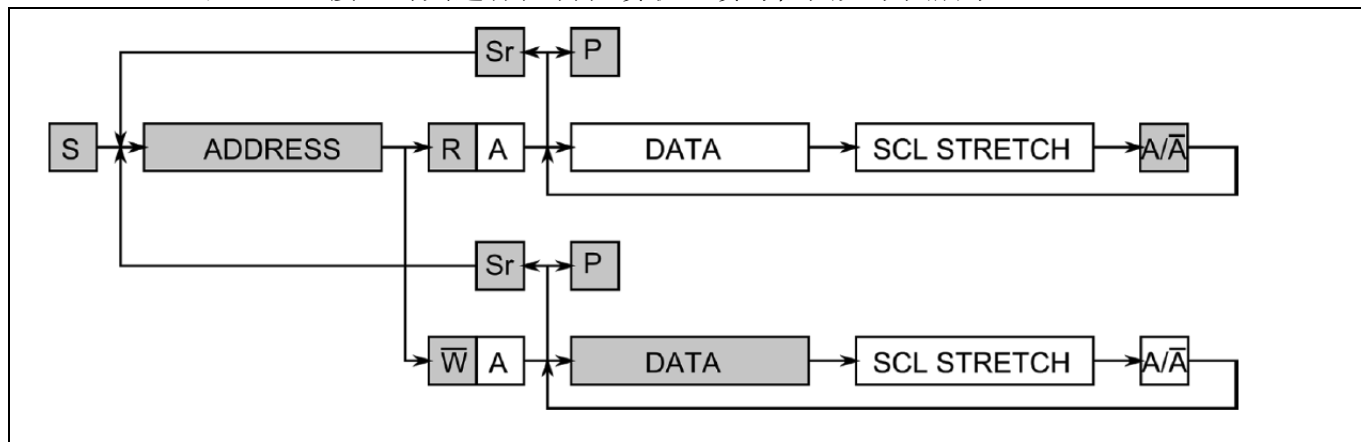 Sr P
S ADDRESS R A DATA SCL STRETCH A/A̅
Sr P
W̅ A DATA SCL STRETCH A/A̅